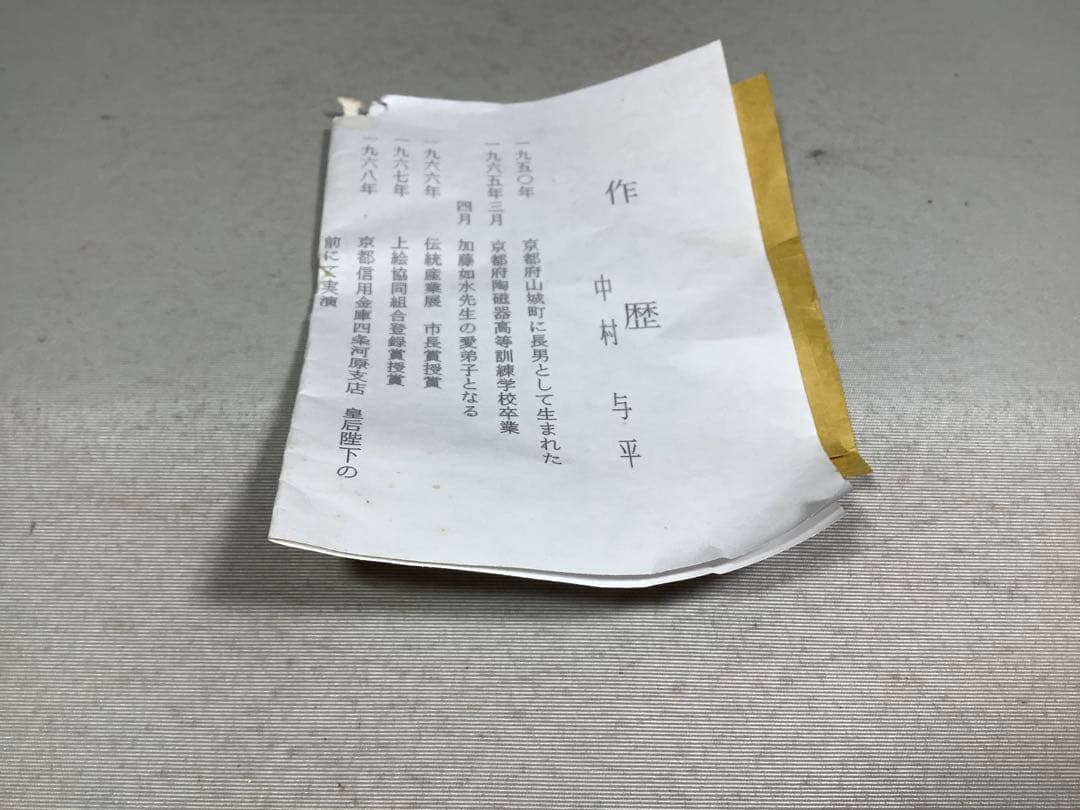 作歴
中村与平
一九五〇年 京都府山城町に長男として生まれた
一九六五年三月 京都府陶磁器高等訓練学校卒業
四月 加藤如水先生の愛弟子となる
一九六六年 伝統産業展 市長賞授賞
一九六七年 上絵協同組合登録賞授賞
一九六八年 京都信用金庫四条河原支店 皇后陛下の
前にて実演